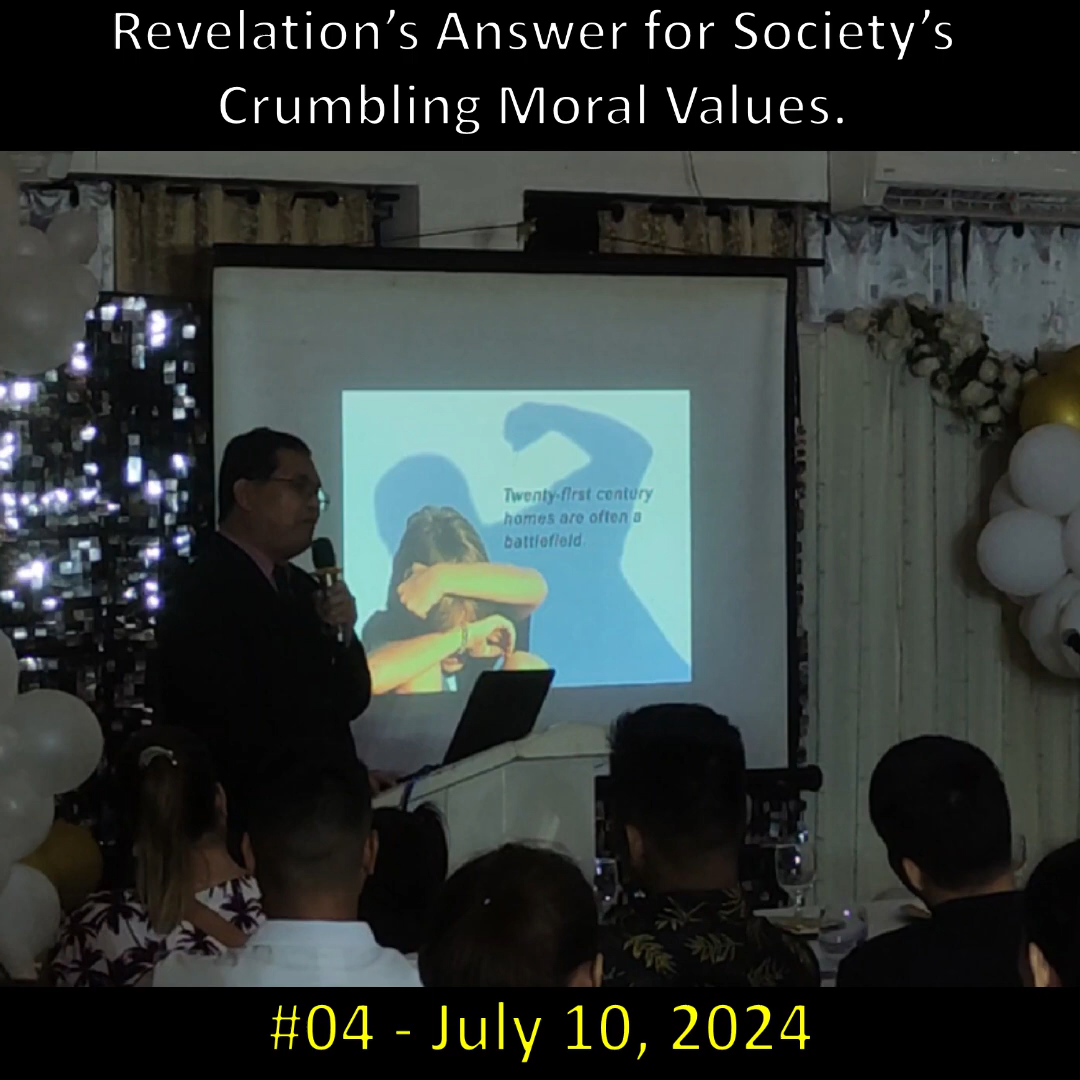 Revelation’s Answer for Society’s
Crumbling Moral Values.
Twenty-first century
homes are often a
battlefield.
#04 - July 10, 2024